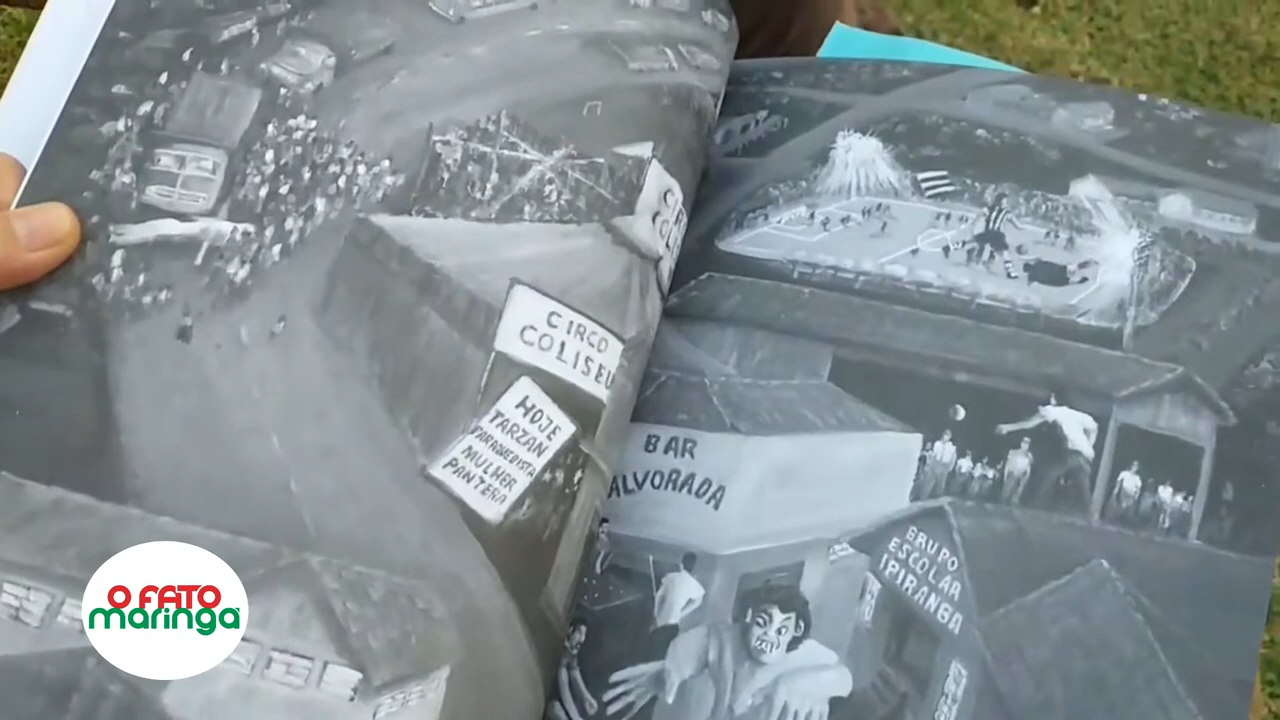 CIRCO
COLISEU
HOJE
TARZAN
PARAQUEDISTA
MULHER
PANTERA
BAR
ALVORADA
GRUPO
ESCOLAR
IPIRANGA
O FATO
maringa